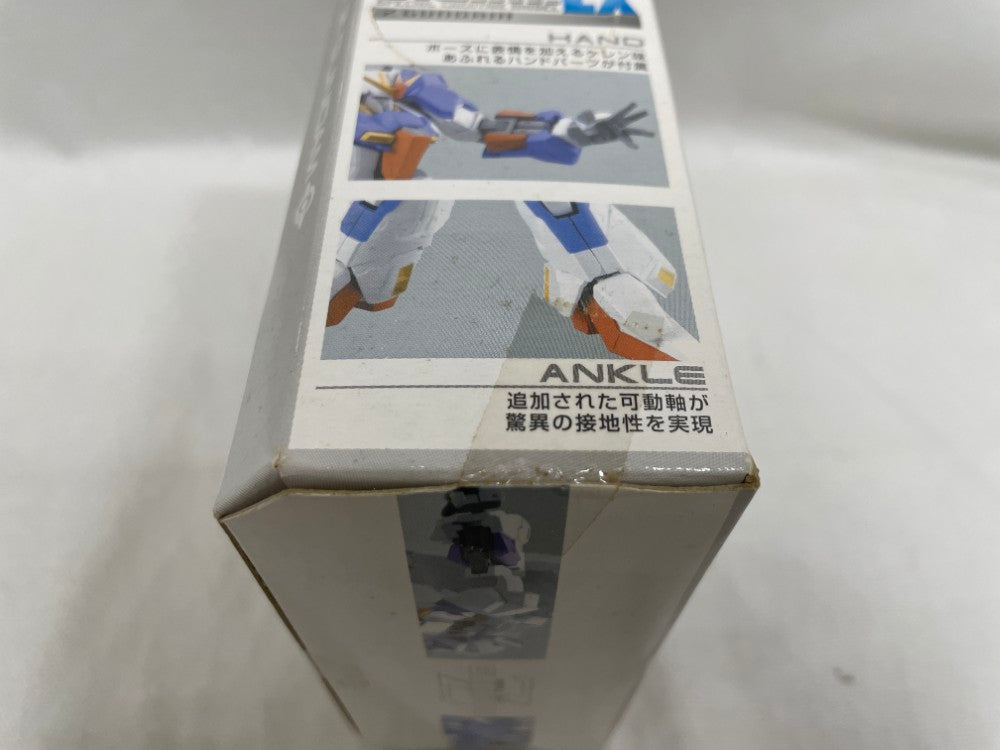 Z GUNDAM
HAND
ポーズに表情を加えるケレン味
あふれるハンドパーツが付属
ANKLE
追加された可動軸が
驚異の接地性を実現